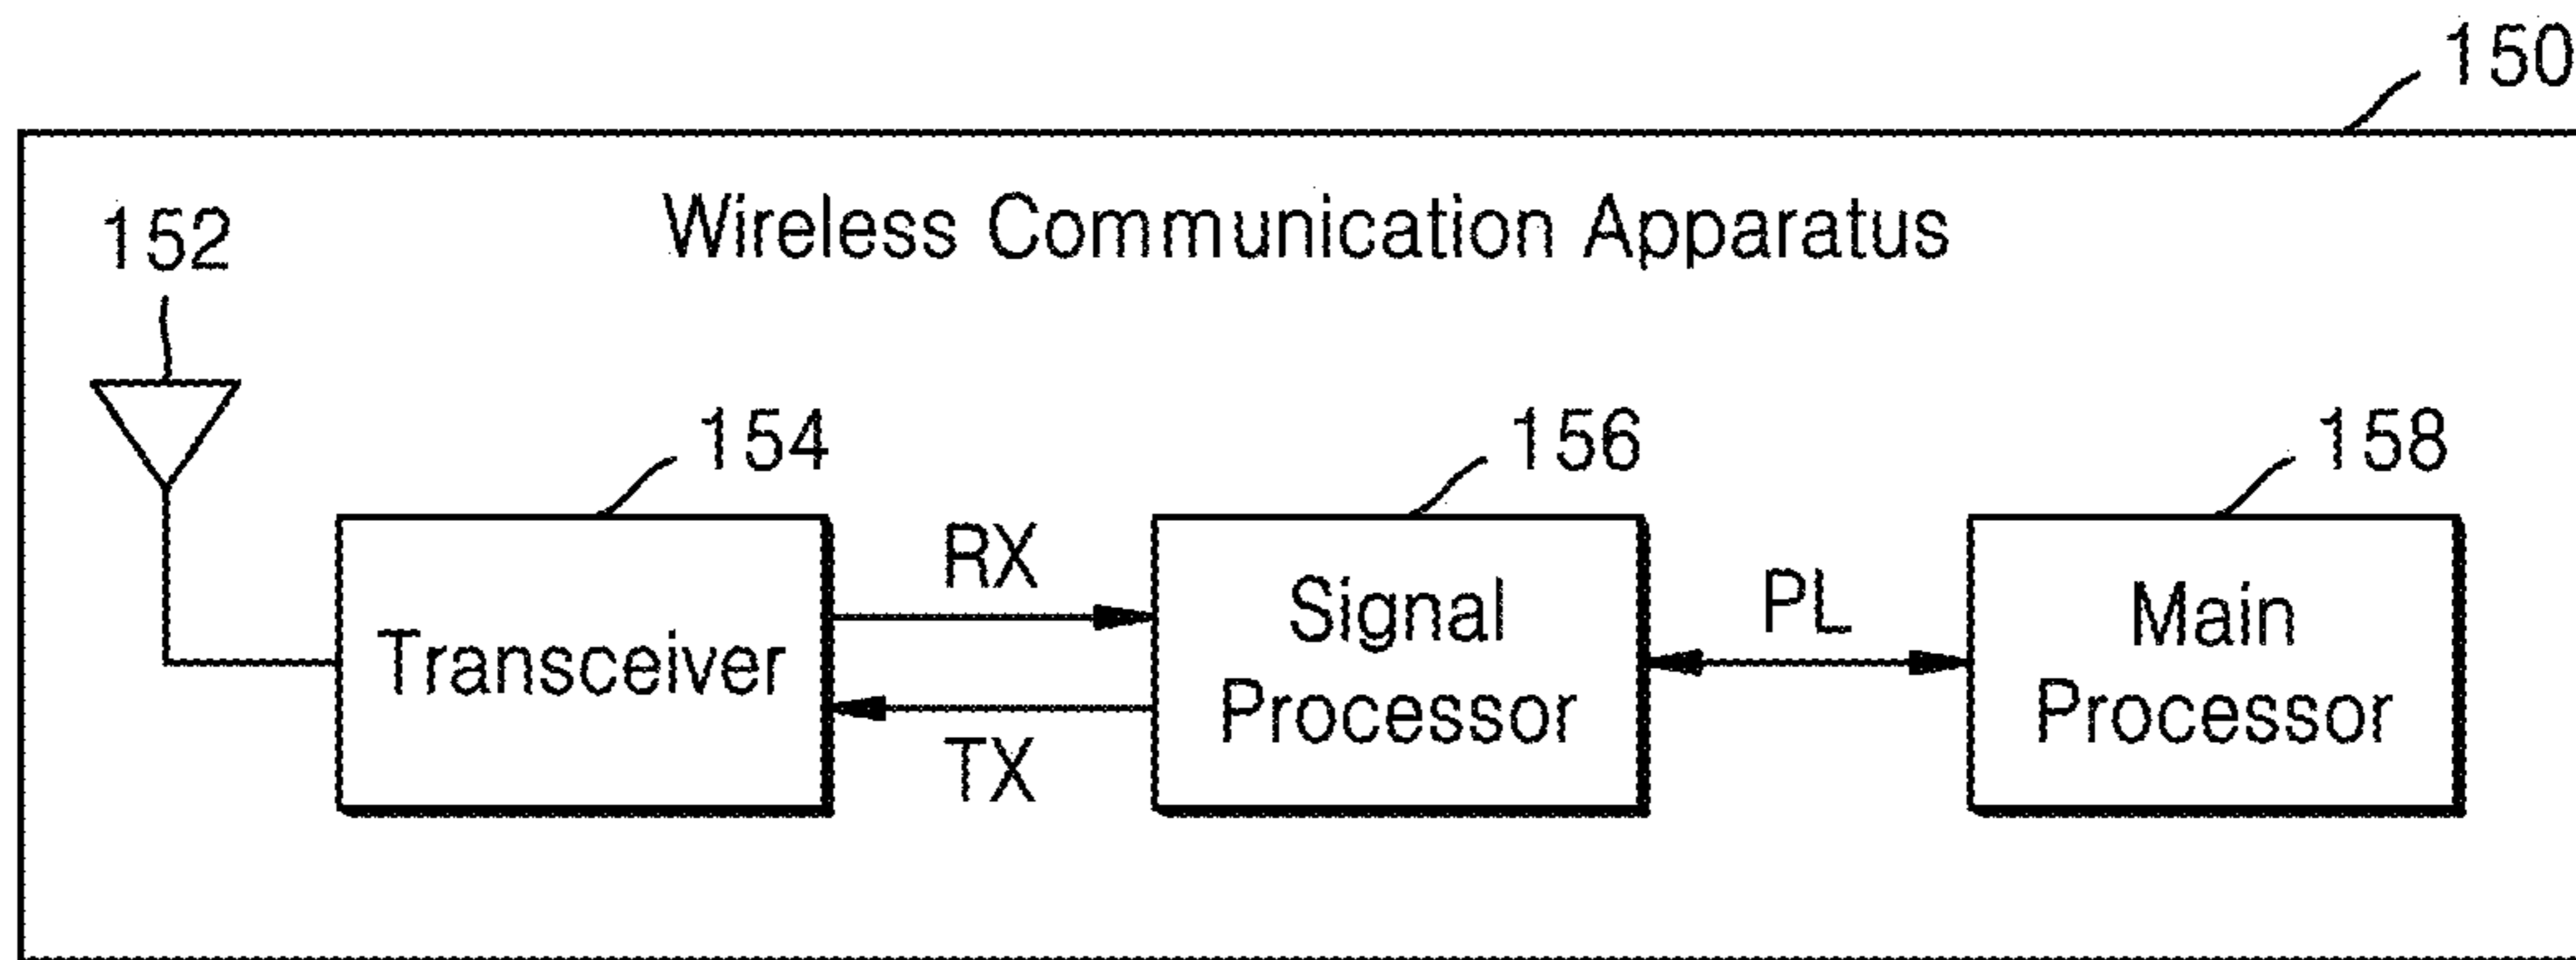 150
Wireless Communication Apparatus
152
154
156
158
RX
Transceiver
TX
Signal
Processor
PL
Main
Processor